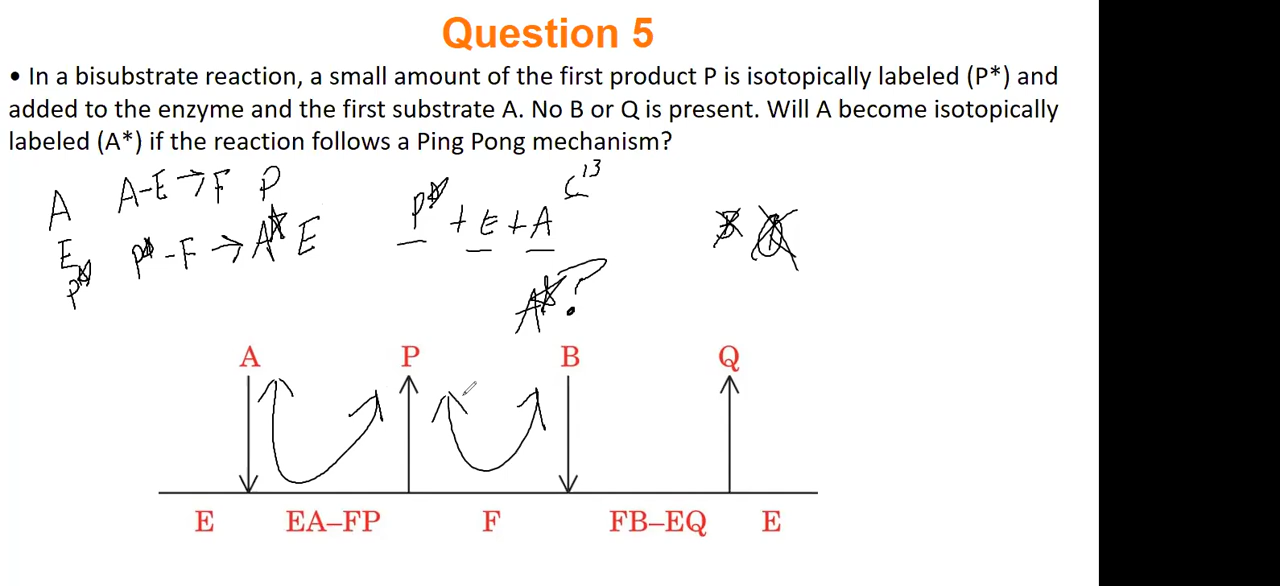 Question 5
• In a bisubstrate reaction, a small amount of the first product P is isotopically labeled (P*) and
added to the enzyme and the first substrate A. No B or Q is present. Will A become isotopically
labeled (A*) if the reaction follows a Ping Pong mechanism?
A A-E → F P
E P* - F → A* E
P*
C 13
P* + E + A
B Q
A* ?
A P B Q
E EA–FP F FB–EQ E